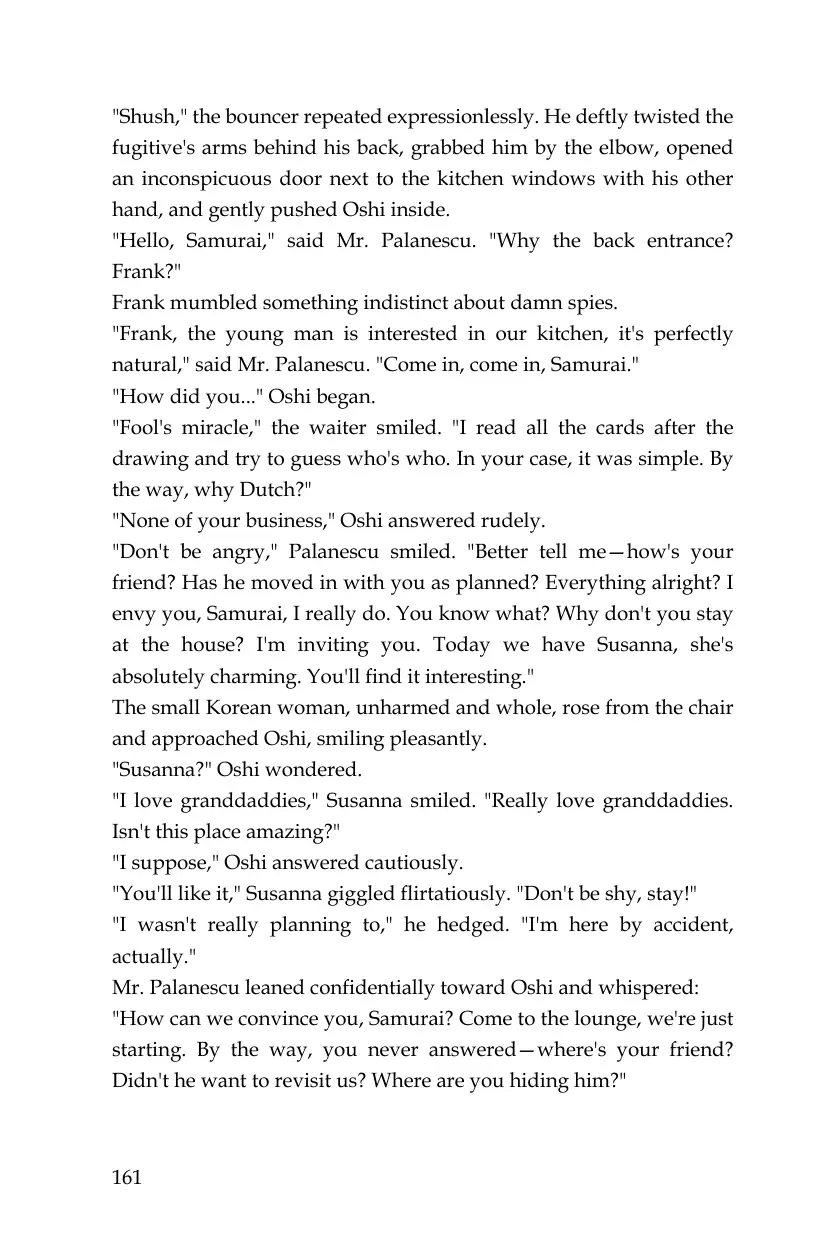 "Shush," the bouncer repeated expressionlessly. He deftly twisted the
fugitive's arms behind his back, grabbed him by the elbow, opened
an inconspicuous door next to the kitchen windows with his other
hand, and gently pushed Oshi inside.
"Hello, Samurai," said Mr. Palanescu. "Why the back entrance?
Frank?"
Frank mumbled something indistinct about damn spies.
"Frank, the young man is interested in our kitchen, it's perfectly
natural," said Mr. Palanescu. "Come in, come in, Samurai."
"How did you..." Oshi began.
"Fool's miracle," the waiter smiled. "I read all the cards after the
drawing and try to guess who's who. In your case, it was simple. By
the way, why Dutch?"
"None of your business," Oshi answered rudely.
"Don't be angry," Palanescu smiled. "Better tell me—how's your
friend? Has he moved in with you as planned? Everything alright? I
envy you, Samurai, I really do. You know what? Why don't you stay
at the house? I'm inviting you. Today we have Susanna, she's
absolutely charming. You'll find it interesting."
The small Korean woman, unharmed and whole, rose from the chair
and approached Oshi, smiling pleasantly.
"Susanna?" Oshi wondered.
"I love granddaddies," Susanna smiled. "Really love granddaddies.
Isn't this place amazing?"
"I suppose," Oshi answered cautiously.
"You'll like it," Susanna giggled flirtatiously. "Don't be shy, stay!"
"I wasn't really planning to," he hedged. "I'm here by accident,
actually."
Mr. Palanescu leaned confidentially toward Oshi and whispered:
"How can we convince you, Samurai? Come to the lounge, we're just
starting. By the way, you never answered—where's your friend?
Didn't he want to revisit us? Where are you hiding him?"
161